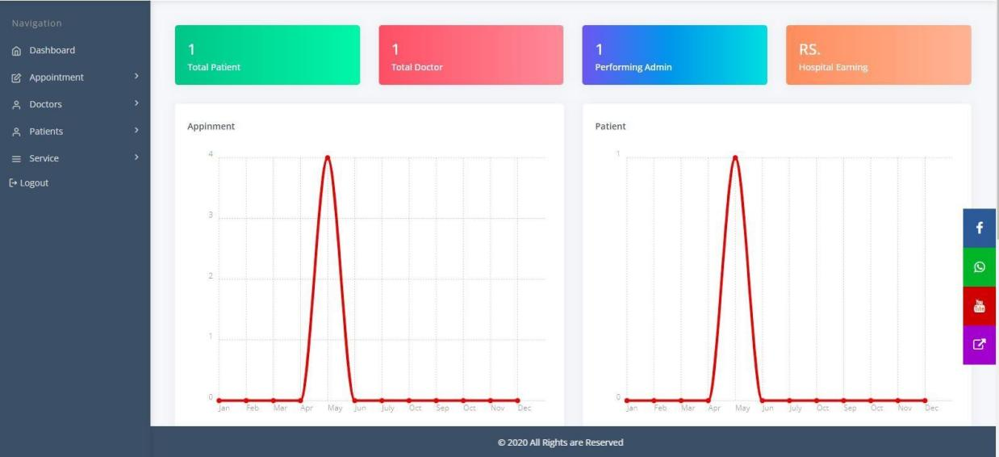 Navigation
Dashboard
Appointment
Doctors
Patients
Service
Logout
1
Total Patient
1
Total Doctor
1
Performing Admin
RS.
Hospital Earning
Appinment
4
3
2
1
0
Jan Feb Mar Apr May Jun July Oct Sep Oct Nov Dec
Patient
1
0
Jan Feb Mar Apr May Jun July Oct Sep Oct Nov Dec
You Tube
© 2020 All Rights are Reserved